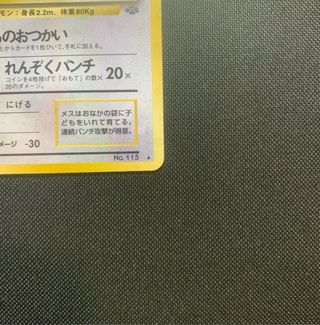 モン：身長2.2m、体重80Kg
のおつかい
からカードを1枚ひいて、手札に加える。
れんぞくパンチ 20×
コインを4枚投げて「おもて」の数×
20のダメージ。
にげる
メスはおなかの袋に子
どもをいれて育てる。
連続パンチ攻撃が得意。
メージ -30
No. 115 ★